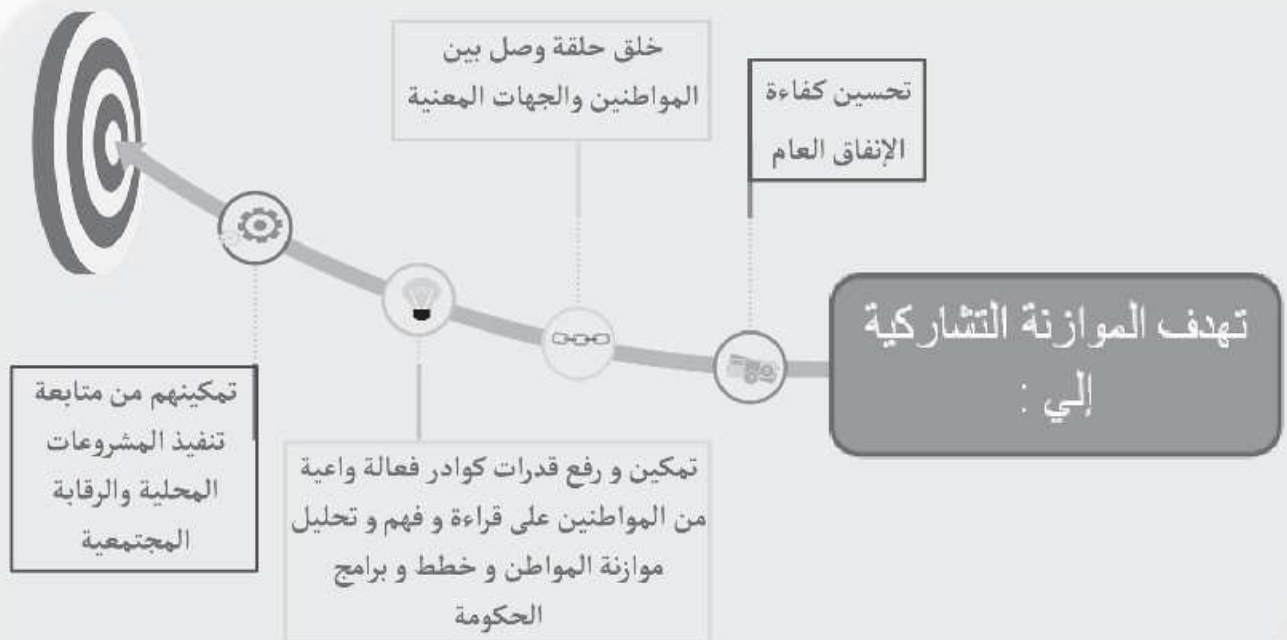 تهدف الموازنة التشاركية
إلي :
تحسين كفاءة
الإنفاق العام
خلق حلقة وصل بين
المواطنين والجهات المعنية
تمكين و رفع قدرات كوادر فعالة واعية
من المواطنين على قراءة و فهم و تحليل
موازنة المواطن و خطط و برامج
الحكومة
تمكينهم من متابعة
تنفيذ المشروعات
المحلية والرقابة
المجتمعية